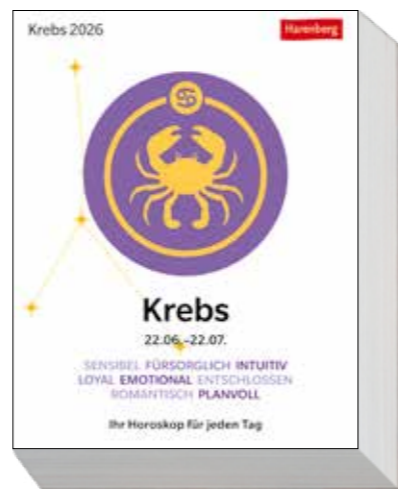 Krebs 2026
Harenberg
Krebs
22.06.–22.07.
SENSIBEL FÜRSORGLICH INTUITIV
LOYAL EMOTIONAL ENTSCHLOSSEN
ROMANTISCH PLANVOLL
Ihr Horoskop für jeden Tag